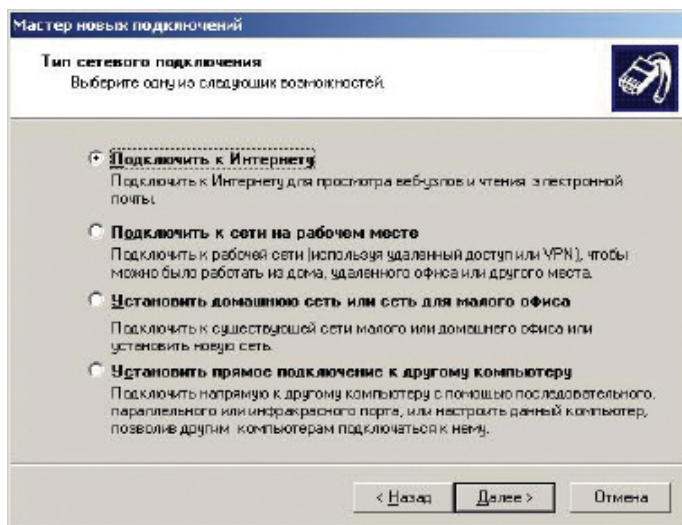 Мастер новых подключений
Тип сетевого подключения
Выберите одну из следующих возможностей.
Подключить к Интернету
Подключить к Интернету для просмотра веб-узлов и чтения электронной
почты.
Подключить к сети на рабочем месте
Подключить к рабочей сети (используя удаленный доступ или VPN), чтобы
можно было работать из дома, удаленного офиса или другого места.
Установить домашнюю сеть или сеть для малого офиса
Подключить к существующей сети малого или домашнего офиса или
установить новую сеть.
Установить прямое подключение к другому компьютеру
Подключить напрямую к другому компьютеру с помощью последовательного,
параллельного или инфракрасного порта, или настроить данный компьютер,
позволив другим компьютерам подключаться к нему.
< Назад Далее > Отмена